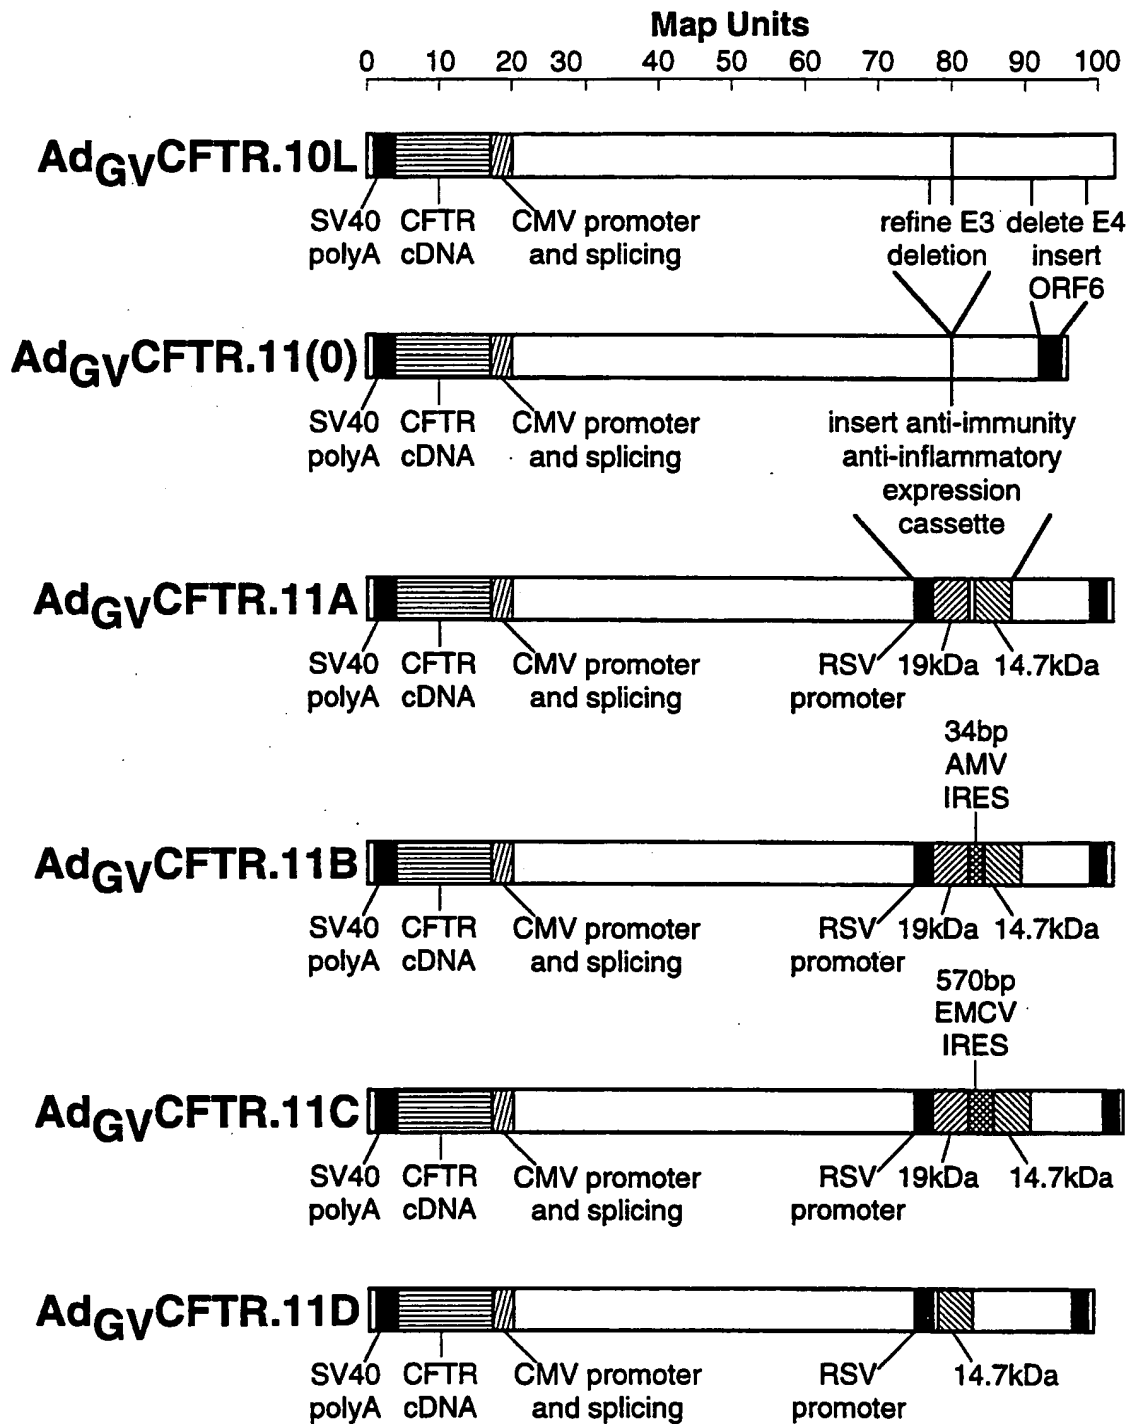 Map Units
0 10 20 30 40 50 60 70 80 90 100
AdGVCFTR.10L
SV40 CFTR CMV promoter refine E3 delete E4
polyA cDNA and splicing deletion insert
ORF6
AdGVCFTR.11(0)
SV40 CFTR CMV promoter insert anti-immunity
polyA cDNA and splicing anti-inflammatory
expression
cassette
AdGVCFTR.11A
SV40 CFTR CMV promoter RSV 19kDa 14.7kDa
polyA cDNA and splicing promoter
34bp
AMV
IRES
AdGVCFTR.11B
SV40 CFTR CMV promoter RSV 19kDa 14.7kDa
polyA cDNA and splicing promoter
570bp
EMCV
IRES
AdGVCFTR.11C
SV40 CFTR CMV promoter RSV 19kDa 14.7kDa
polyA cDNA and splicing promoter
AdGVCFTR.11D
SV40 CFTR CMV promoter RSV 14.7kDa
polyA cDNA and splicing promoter